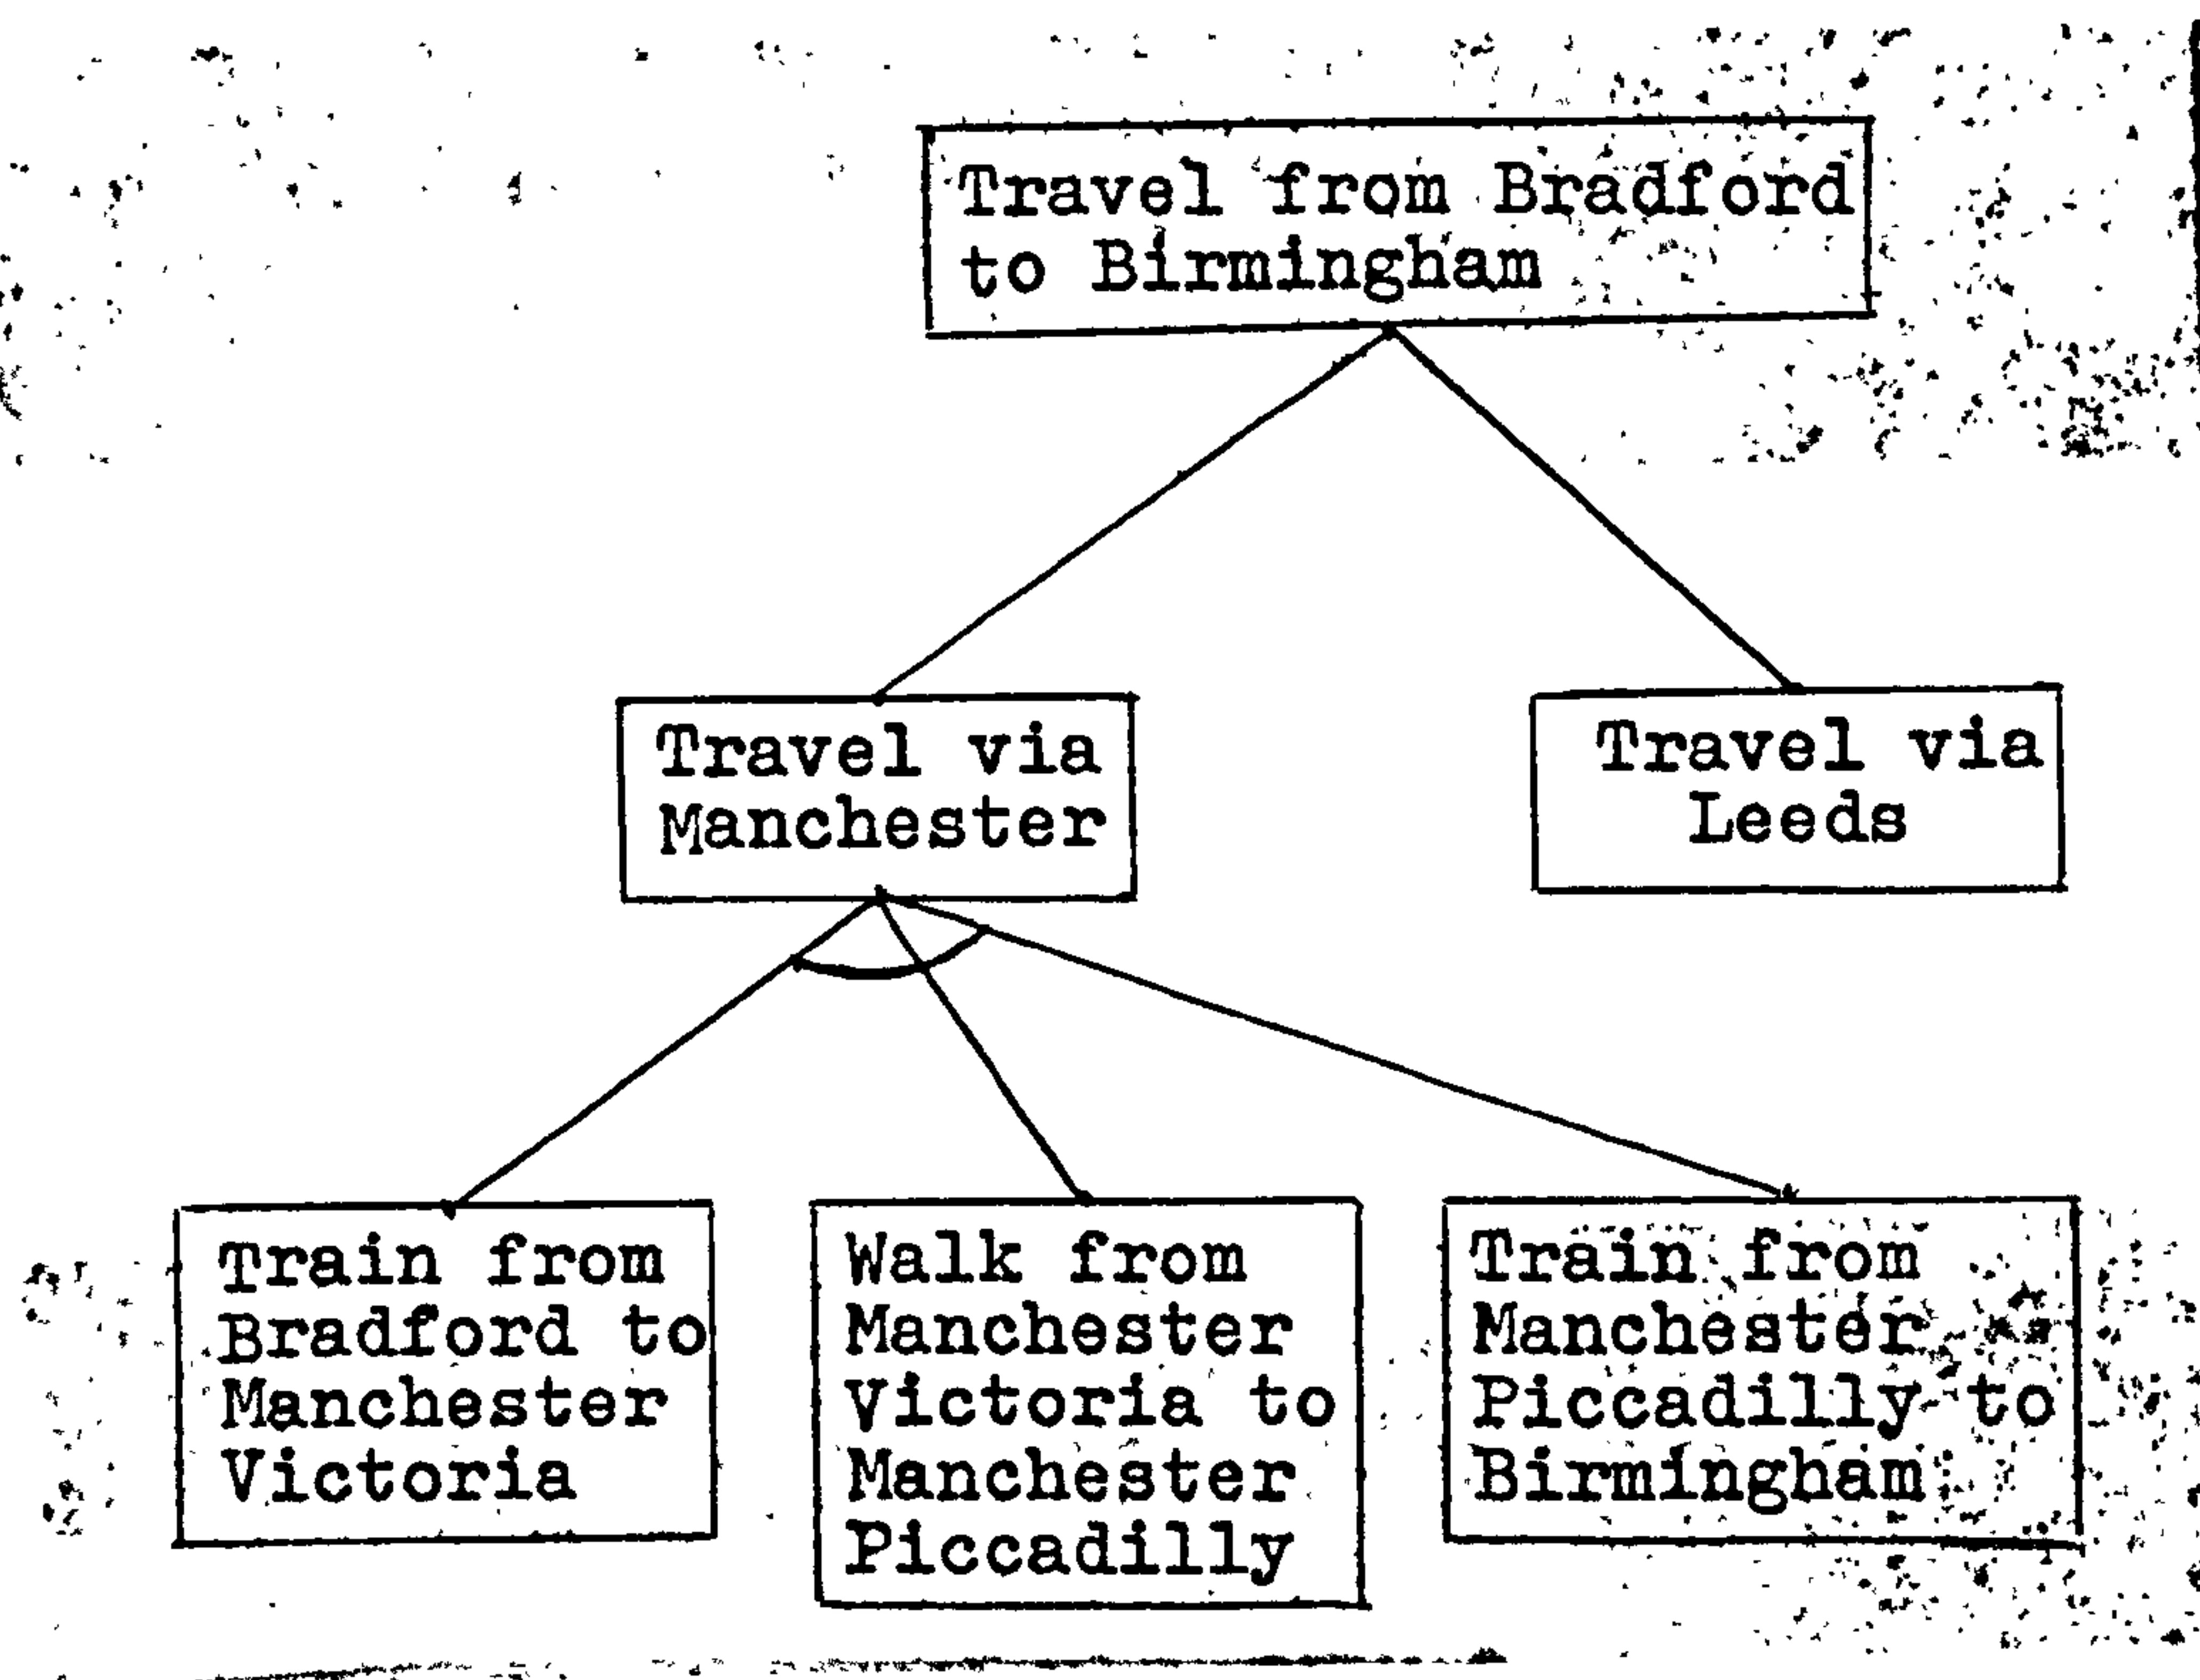 Travel from Bradford
to Birmingham
Travel via
Manchester
Travel via
Leeds
Train from
Bradford to
Manchester
Victoria
Walk from
Manchester
Victoria to
Manchester
Piccadilly
Train from
Manchester
Piccadilly to
Birmingham